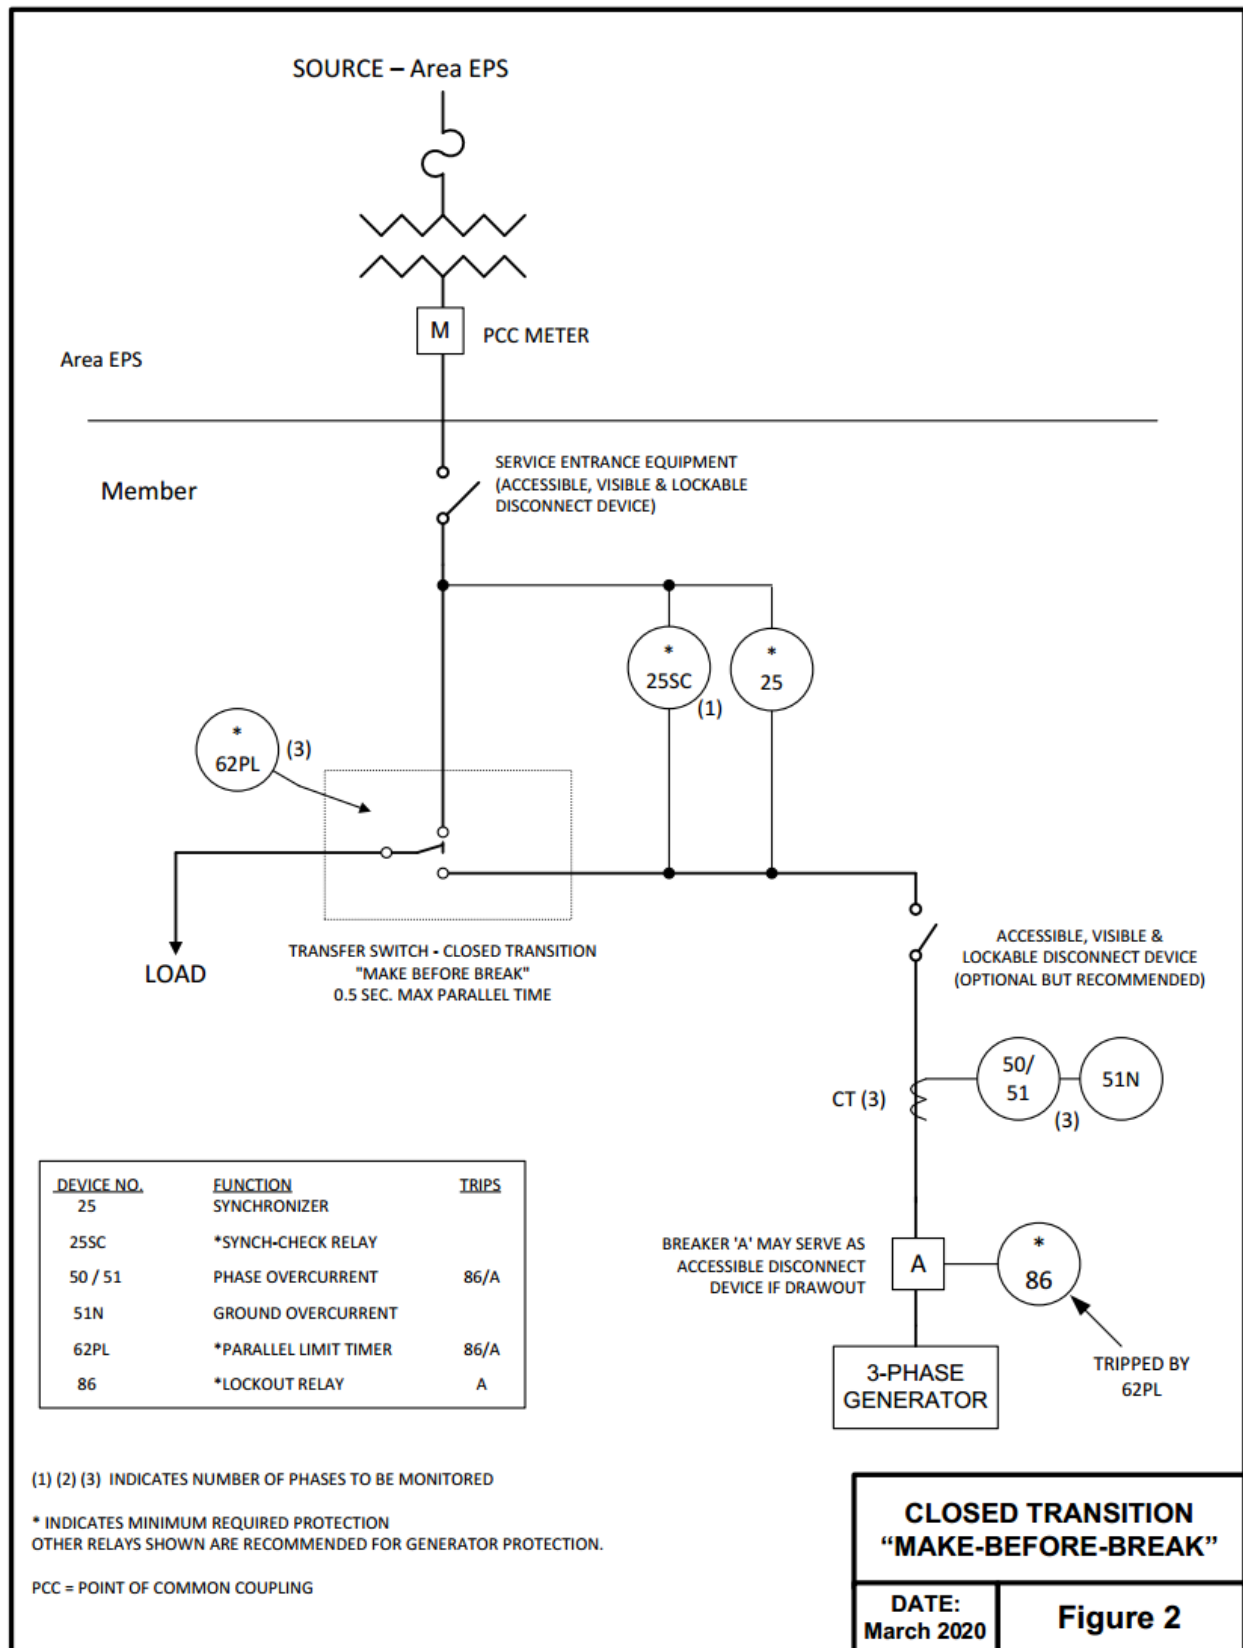 SOURCE – Area EPS
M
PCC METER
Area EPS
Member
SERVICE ENTRANCE EQUIPMENT
(ACCESSIBLE, VISIBLE & LOCKABLE
DISCONNECT DEVICE)
*
25SC
(1)
*
25
*
62PL
(3)
TRANSFER SWITCH - CLOSED TRANSITION
"MAKE BEFORE BREAK"
0.5 SEC. MAX PARALLEL TIME
LOAD
ACCESSIBLE, VISIBLE &
LOCKABLE DISCONNECT DEVICE
(OPTIONAL BUT RECOMMENDED)
CT (3)
50/
51
(3)
51N
BREAKER 'A' MAY SERVE AS
ACCESSIBLE DISCONNECT
DEVICE IF DRAWOUT
A
*
86
TRIPPED BY
62PL
3-PHASE
GENERATOR
DEVICE NO. FUNCTION TRIPS
25 SYNCHRONIZER
25SC *SYNCH-CHECK RELAY
50 / 51 PHASE OVERCURRENT 86/A
51N GROUND OVERCURRENT
62PL *PARALLEL LIMIT TIMER 86/A
86 *LOCKOUT RELAY A
(1) (2) (3) INDICATES NUMBER OF PHASES TO BE MONITORED
* INDICATES MINIMUM REQUIRED PROTECTION
OTHER RELAYS SHOWN ARE RECOMMENDED FOR GENERATOR PROTECTION.
PCC = POINT OF COMMON COUPLING
CLOSED TRANSITION
“MAKE-BEFORE-BREAK”
DATE:
March 2020
Figure 2